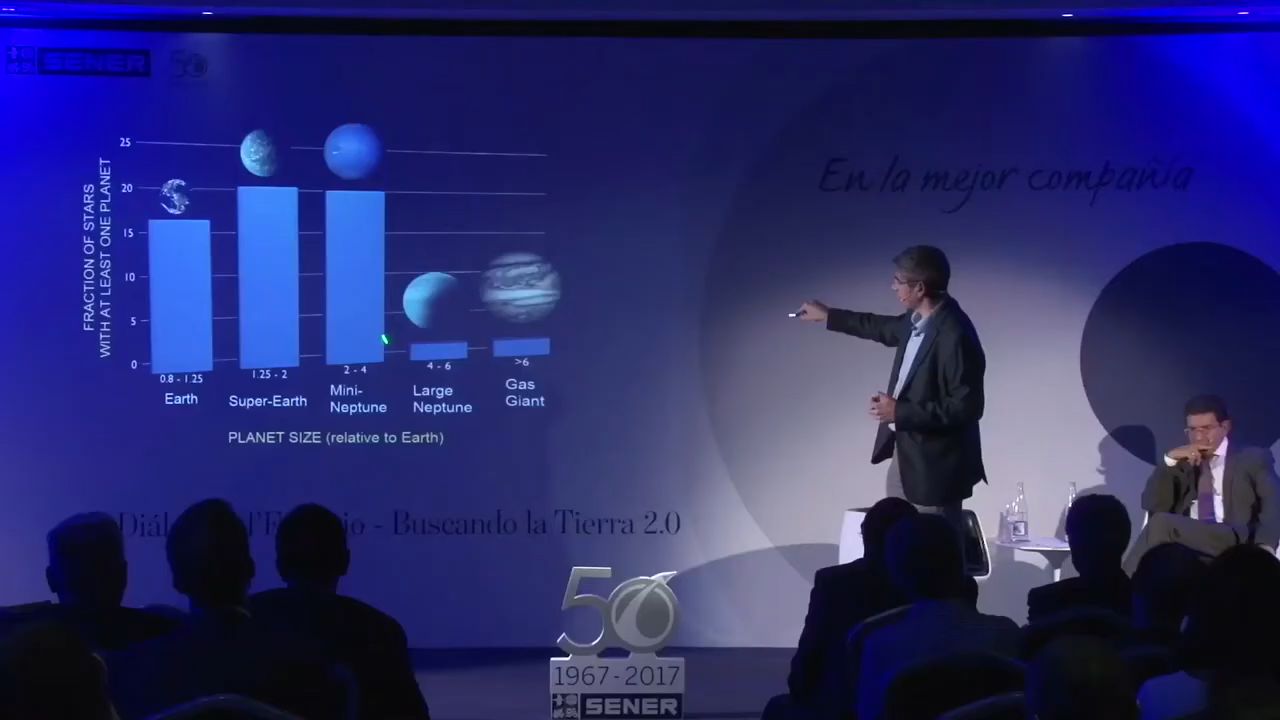 SENER 50
En la mejor compañía
FRACTION OF STARS
WITH AT LEAST ONE PLANET
25
20
15
10
5
0
0.8 - 1.25
1.25 - 2
2 - 4
4 - 6
>6
Earth
Super-Earth
Mini-
Neptune
Large
Neptune
Gas
Giant
PLANET SIZE (relative to Earth)
- Buscando la Tierra 2.0
50
1967 - 2017
SENER